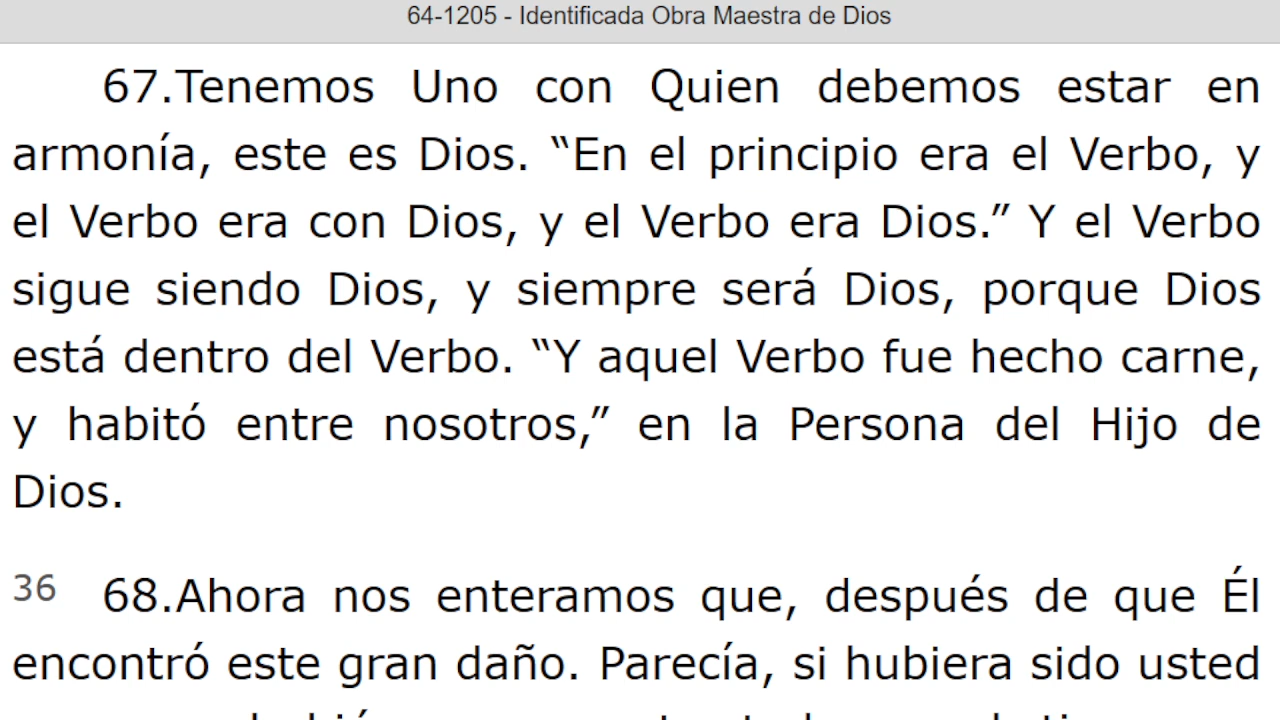 64-1205 - Identificada Obra Maestra de Dios
67.Tenemos Uno con Quien debemos estar en
armonía, este es Dios. “En el principio era el Verbo, y
el Verbo era con Dios, y el Verbo era Dios.” Y el Verbo
sigue siendo Dios, y siempre será Dios, porque Dios
está dentro del Verbo. “Y aquel Verbo fue hecho carne,
y habitó entre nosotros,” en la Persona del Hijo de
Dios.
36 68.Ahora nos enteramos que, después de que Él
encontró este gran daño. Parecía, si hubiera sido usted